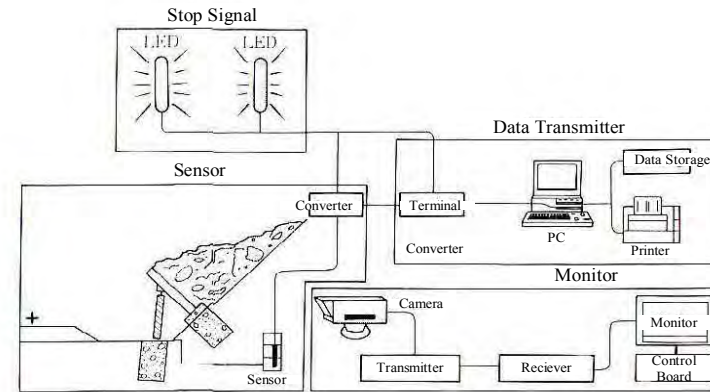 Stop Signal
LED
LED
Data Transmitter
Sensor
Data Storage
Converter
Terminal
PC
Printer
Converter
Monitor
Camera
Monitor
Transmitter
Reciever
Control
Board
Sensor